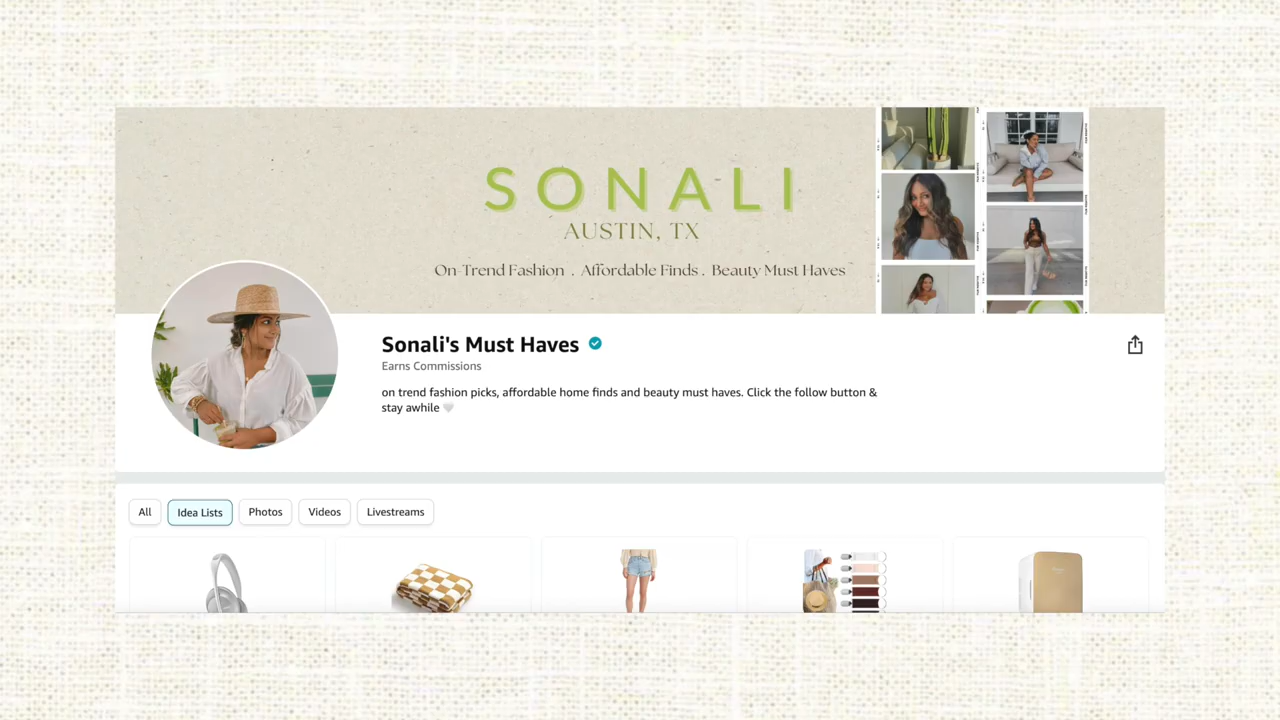 SONALI
AUSTIN, TX
On-Trend Fashion . Affordable Finds . Beauty Must Haves
Sonali's Must Haves
Earns Commissions
on trend fashion picks, affordable home finds and beauty must haves. Click the follow button &
stay awhile 🤍
All
Idea Lists
Photos
Videos
Livestreams